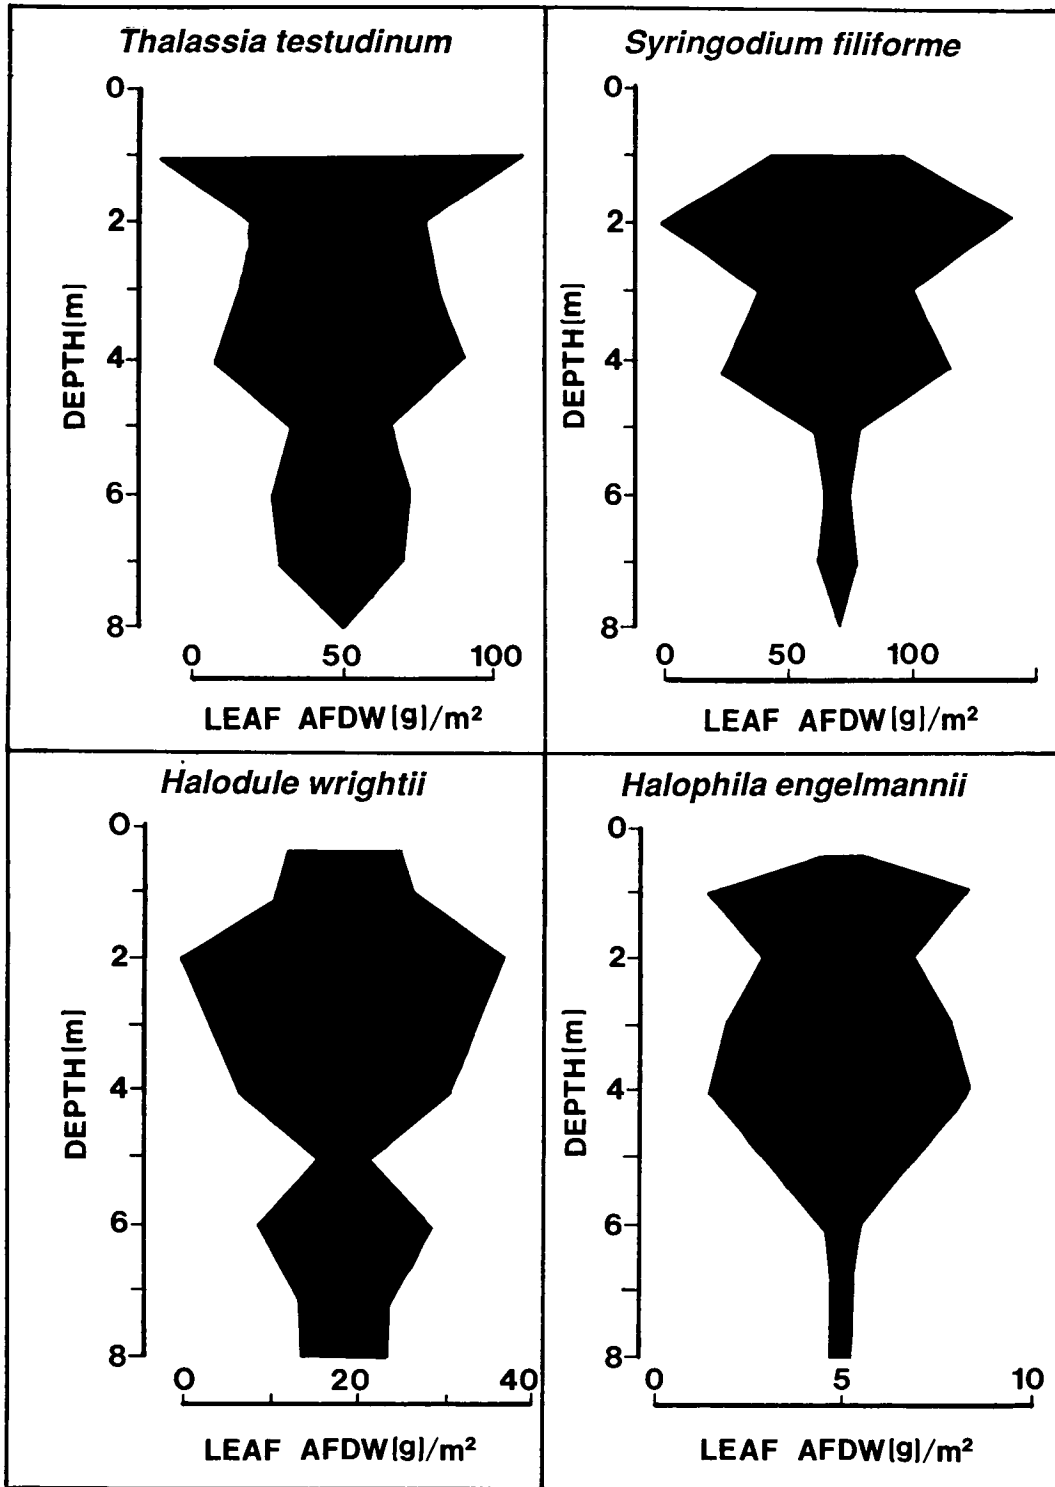 Thalassia testudinum
0
2
4
6
8
DEPTH(m)
0 50 100
LEAF AFDW(g)/m²
Syringodium filiforme
0
2
4
6
8
DEPTH(m)
0 50 100
LEAF AFDW(g)/m²
Halodule wrightii
0
2
4
6
8
DEPTH(m)
0 20 40
LEAF AFDW(g)/m²
Halophila engelmannii
0
2
4
6
8
DEPTH(m)
0 5 10
LEAF AFDW(g)/m²